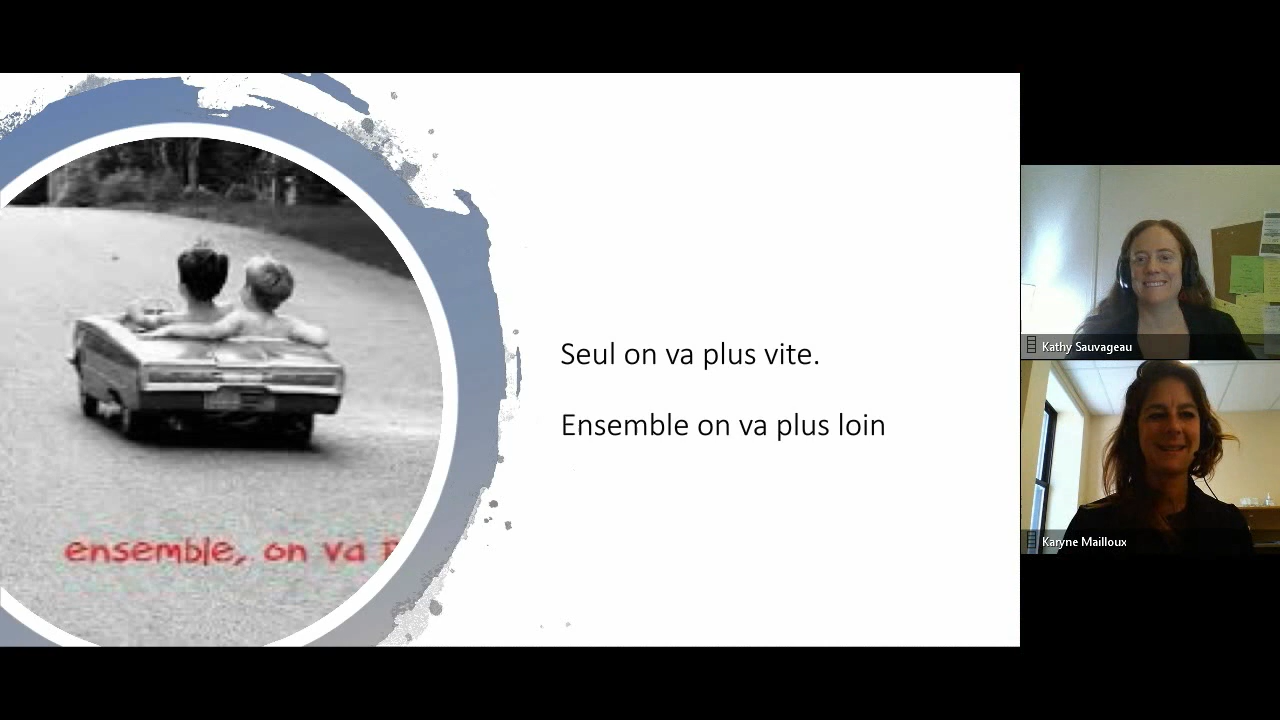 Seul on va plus vite.
Ensemble on va plus loin
ensemble, on va
Kathy Sauvageau
Karyne Mailloux